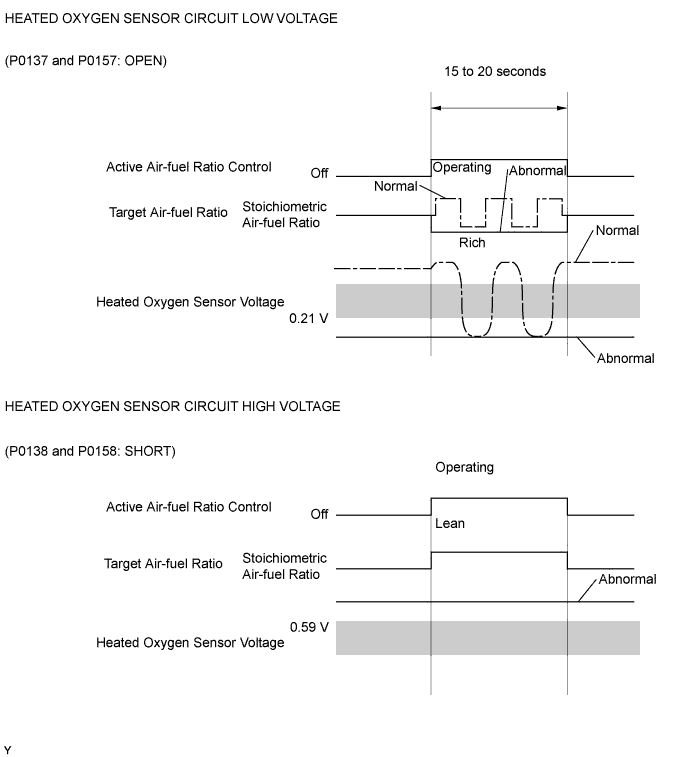 HEATED OXYGEN SENSOR CIRCUIT LOW VOLTAGE
(P0137 and P0157: OPEN)
15 to 20 seconds
Active Air-fuel Ratio Control
Off
Operating
Abnormal
Normal
Target Air-fuel Ratio
Stoichiometric
Air-fuel Ratio
Rich
Normal
Heated Oxygen Sensor Voltage
0.21 V
Abnormal
HEATED OXYGEN SENSOR CIRCUIT HIGH VOLTAGE
(P0138 and P0158: SHORT)
Operating
Active Air-fuel Ratio Control
Off
Lean
Target Air-fuel Ratio
Stoichiometric
Air-fuel Ratio
Abnormal
0.59 V
Heated Oxygen Sensor Voltage
Y